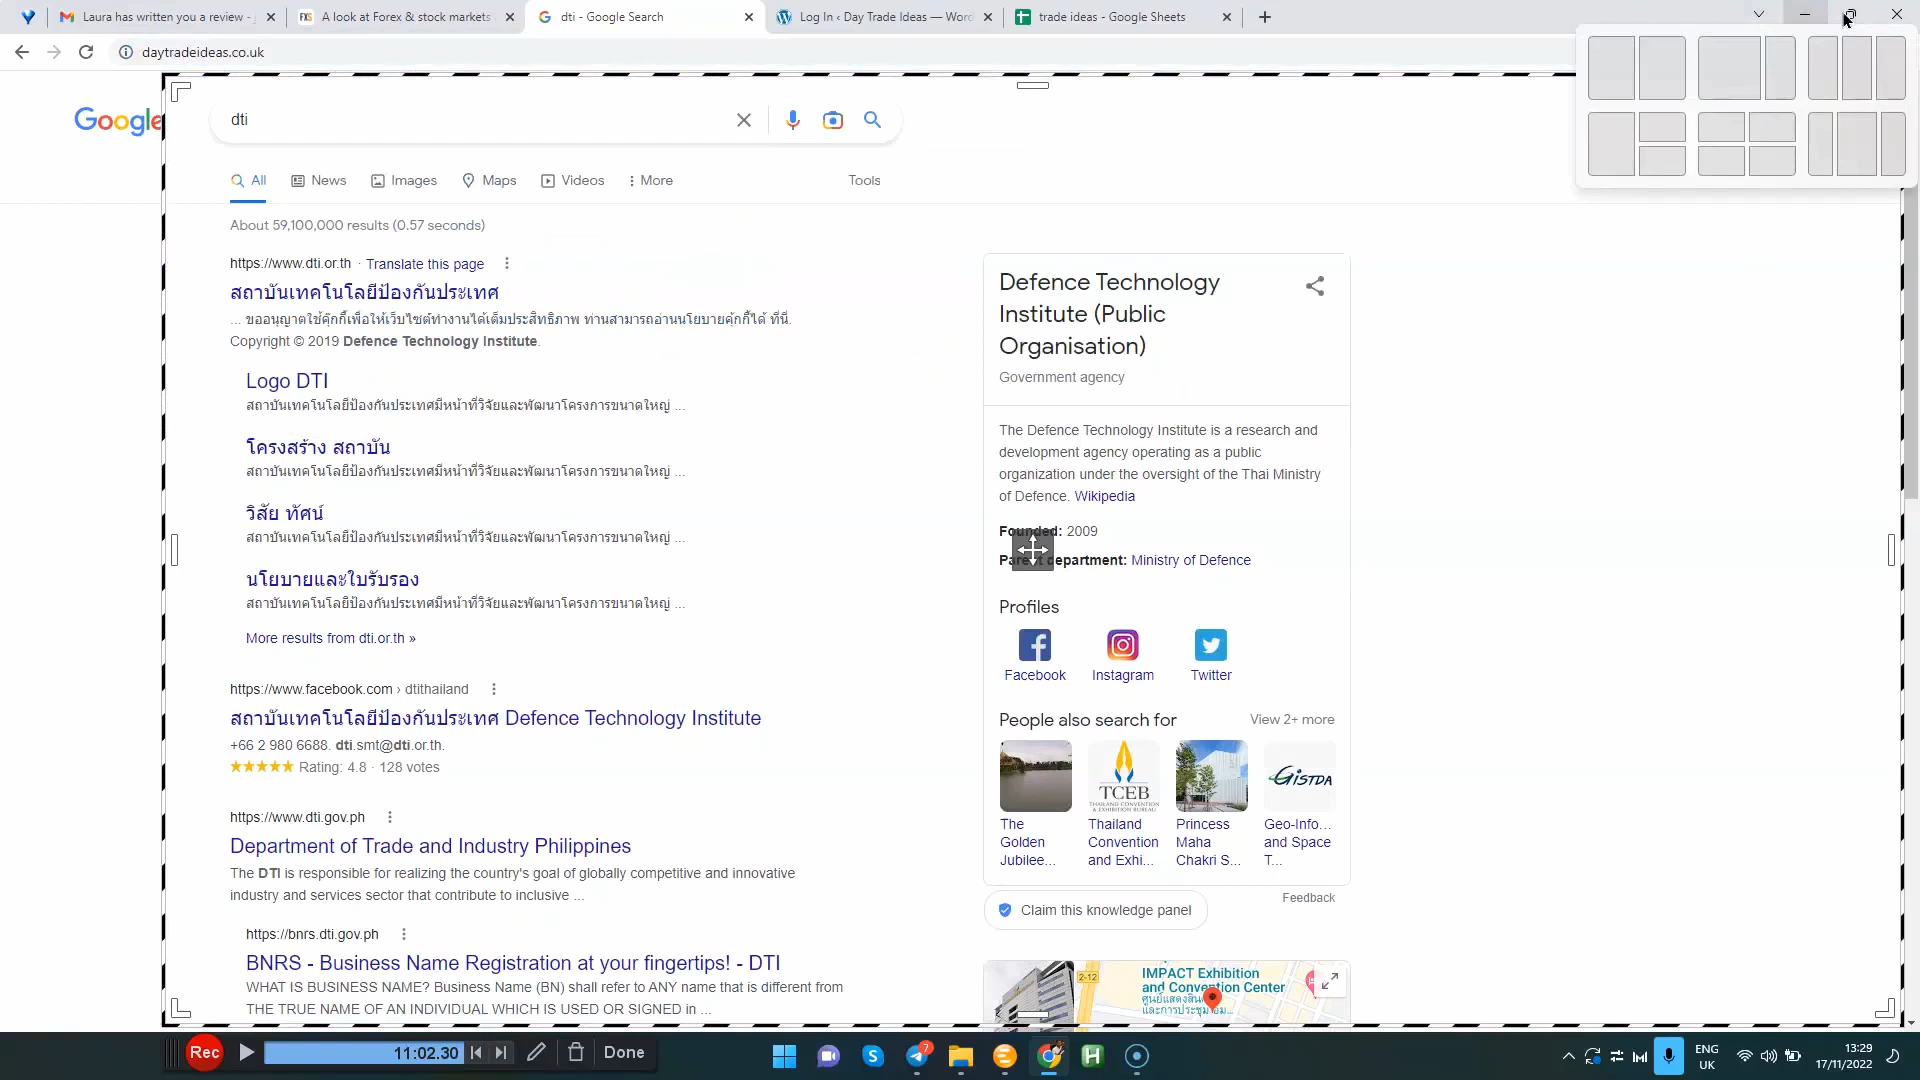 Laura has written you a review -
A look at Forex & stock markets
dti - Google Search
Log In ‹ Day Trade Ideas — Wor
trade ideas - Google Sheets
daytradeideas.co.uk
Google
dti
All
News
Images
Maps
Videos
More
Tools
About 59,100,000 results (0.57 seconds)
https://www.dti.or.th · Translate this page
สถาบันเทคโนโลยีป้องกันประเทศ
... ขออนุญาตใช้คุ๊กกี้เพื่อให้เว็บไซต์ทำงานได้เต็มประสิทธิภาพ ท่านสามารถอ่านนโยบายคุ๊กกี้ได้ ที่นี่.
Copyright © 2019 Defence Technology Institute.
Logo DTI
สถาบันเทคโนโลยีป้องกันประเทศมีหน้าที่วิจัยและพัฒนาโครงการขนาดใหญ่ ...
โครงสร้าง สถาบัน
สถาบันเทคโนโลยีป้องกันประเทศมีหน้าที่วิจัยและพัฒนาโครงการขนาดใหญ่ ...
วิสัย ทัศน์
สถาบันเทคโนโลยีป้องกันประเทศมีหน้าที่วิจัยและพัฒนาโครงการขนาดใหญ่ ...
นโยบายและใบรับรอง
สถาบันเทคโนโลยีป้องกันประเทศมีหน้าที่วิจัยและพัฒนาโครงการขนาดใหญ่ ...
More results from dti.or.th »
https://www.facebook.com › dtithailand
สถาบันเทคโนโลยีป้องกันประเทศ Defence Technology Institute
+66 2 980 6688. dti.smt@dti.or.th.
Rating: 4.8 · 128 votes
https://www.dti.gov.ph
Department of Trade and Industry Philippines
The DTI is responsible for realizing the country's goal of globally competitive and innovative
industry and services sector that contribute to inclusive ...
https://bnrs.dti.gov.ph
BNRS - Business Name Registration at your fingertips! - DTI
WHAT IS BUSINESS NAME? Business Name (BN) shall refer to ANY name that is different from
THE TRUE NAME OF AN INDIVIDUAL WHICH IS USED OR SIGNED in ...
Defence Technology
Institute (Public
Organisation)
Government agency
The Defence Technology Institute is a research and
development agency operating as a public
organization under the oversight of the Thai Ministry
of Defence. Wikipedia
Founded: 2009
Parent department: Ministry of Defence
Profiles
Facebook
Instagram
Twitter
People also search for
View 2+ more
TCEB
THAILAND CONVENTION
& EXHIBITION BUREAU
GISTDA
The
Golden
Jubilee...
Thailand
Convention
and Exhi...
Princess
Maha
Chakri S...
Geo-Info...
and Space
T...
Feedback
Claim this knowledge panel
2-12
IMPACT Exhibition
and Convention Center
Rec
11:02.30
Done
7
ENG
UK
13:29
17/11/2022